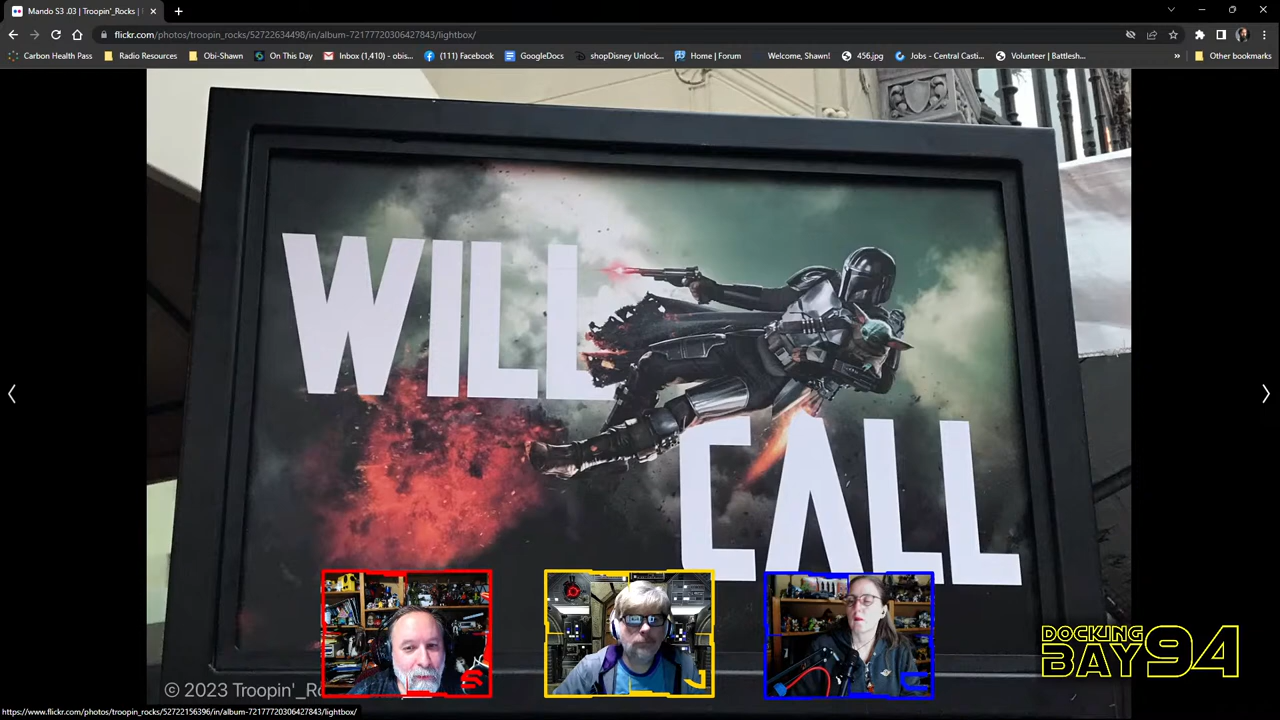 Mando S3 .03 | Troopin'_Rocks |
flickr.com/photos/troopin_rocks/52722634498/in/album-72177720306427843/lightbox/
Carbon Health Pass
Radio Resources
Obi-Shawn
On This Day
Inbox (1,410) - obis...
(111) Facebook
GoogleDocs
shopDisney Unlock...
Home | Forum
Welcome, Shawn!
456.jpg
Jobs - Central Casti...
Volunteer | Battlesh...
»
Other bookmarks
WILL
CALL
DOCKING
BAY 94
© 2023 Troopin'_Ro
https://www.flickr.com/photos/troopin_rocks/52722156396/in/album-72177720306427843/lightbox/